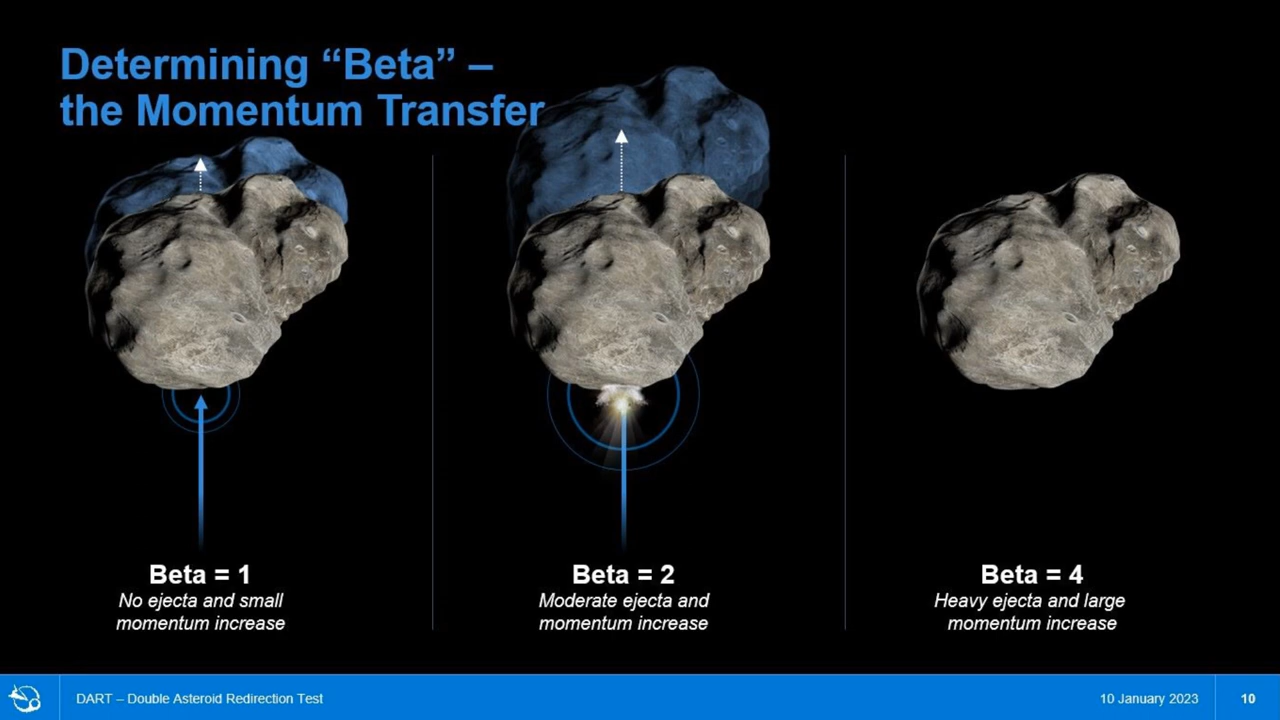 Determining “Beta” –
the Momentum Transfer
Beta = 1
No ejecta and small
momentum increase
Beta = 2
Moderate ejecta and
momentum increase
Beta = 4
Heavy ejecta and large
momentum increase
DART – Double Asteroid Redirection Test
10 January 2023
10